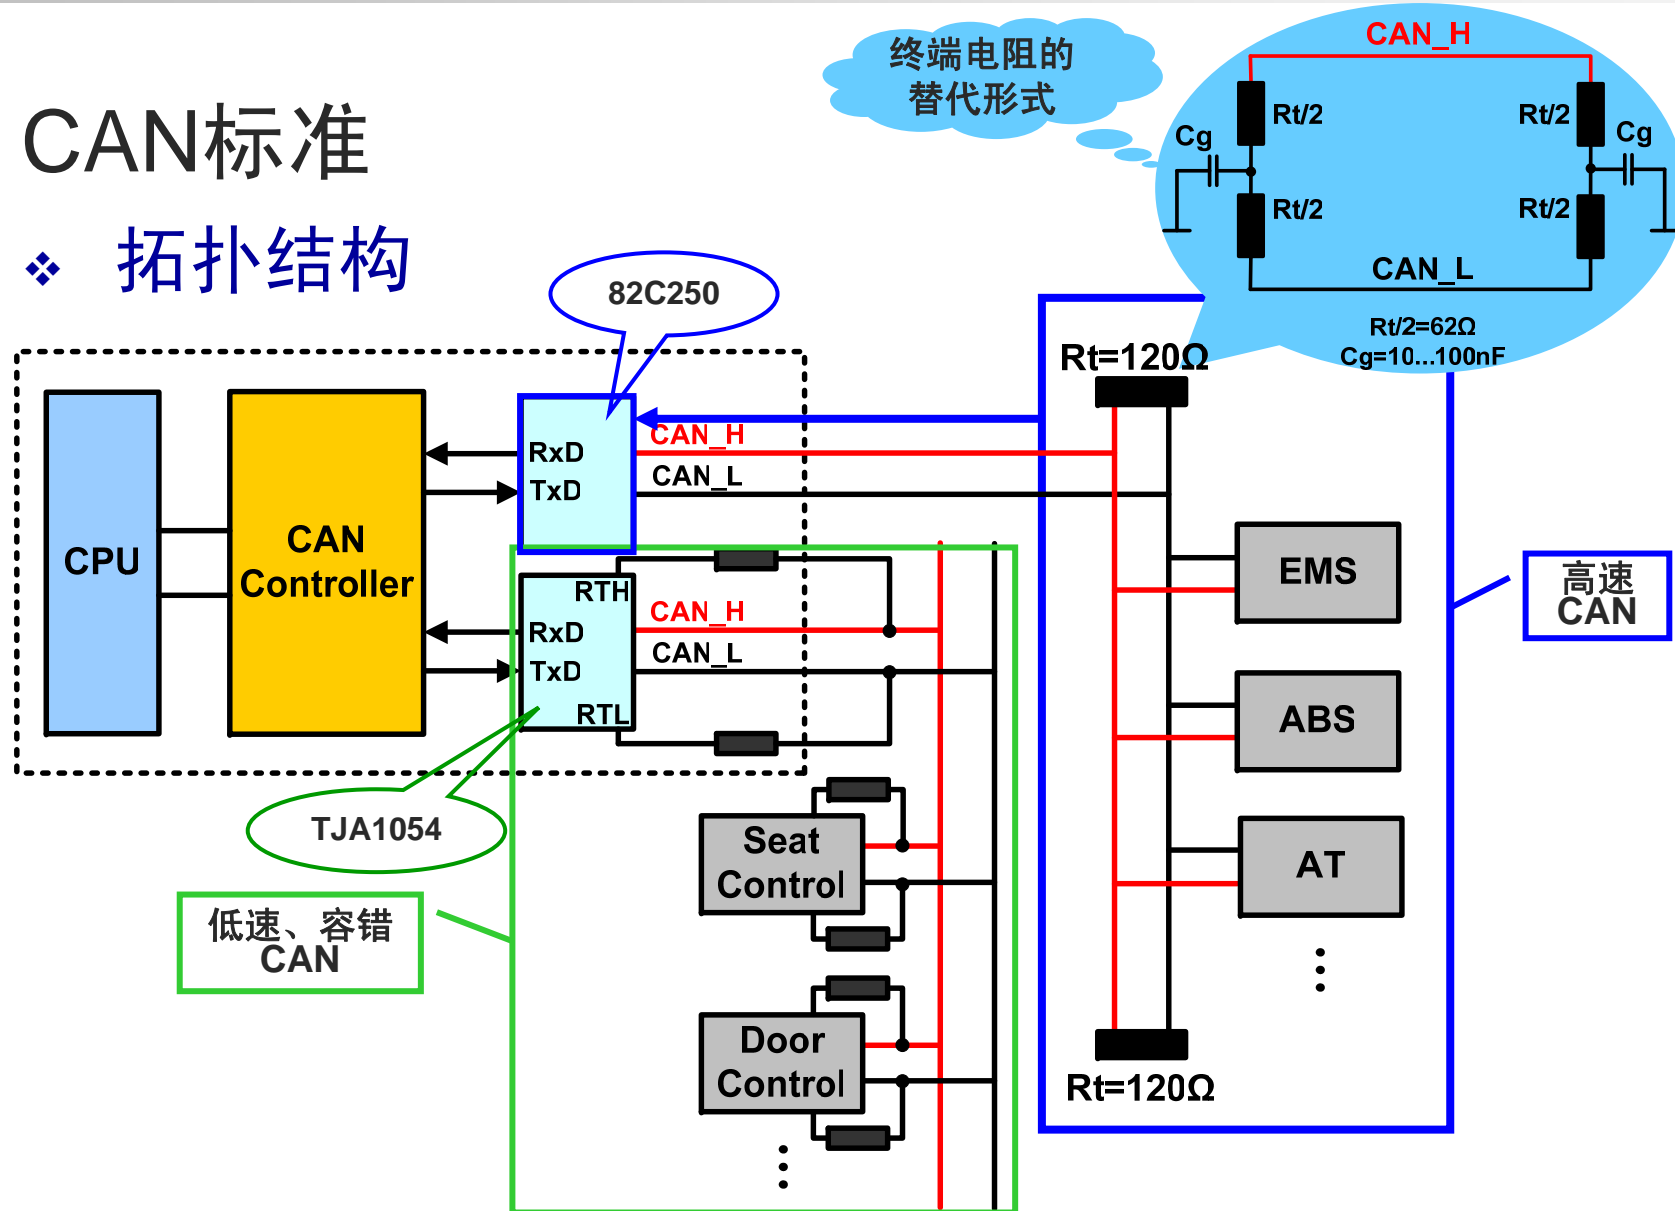 终端电阻的
替代形式
CAN_H
Rt/2
Rt/2
Cg
Cg
Rt/2
Rt/2
CAN_L
Rt/2=62Ω
Cg=10...100nF
CAN标准
❖ 拓扑结构
82C250
Rt=120Ω
CPU
CAN
Controller
RxD
TxD
CAN_H
CAN_L
RTH
RxD
TxD
RTL
CAN_H
CAN_L
EMS
ABS
AT
高速
CAN
TJA1054
低速、容错
CAN
Seat
Control
Door
Control
Rt=120Ω